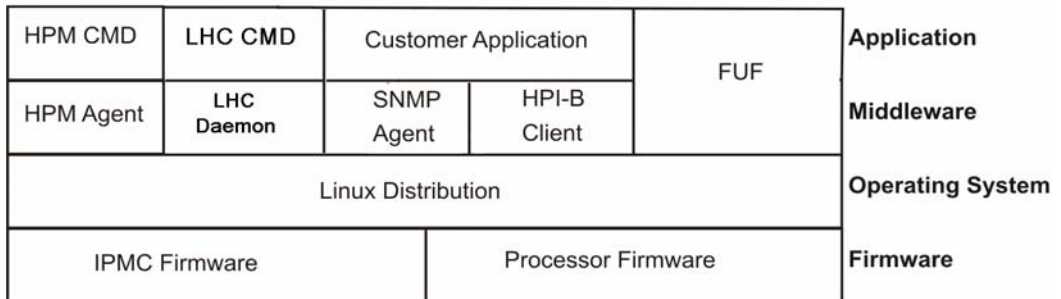 HPM CMD
LHC CMD
Customer Application
FUF
Application
HPM Agent
LHC
Daemon
SNMP
Agent
HPI-B
Client
Middleware
Linux Distribution
Operating System
IPMC Firmware
Processor Firmware
Firmware